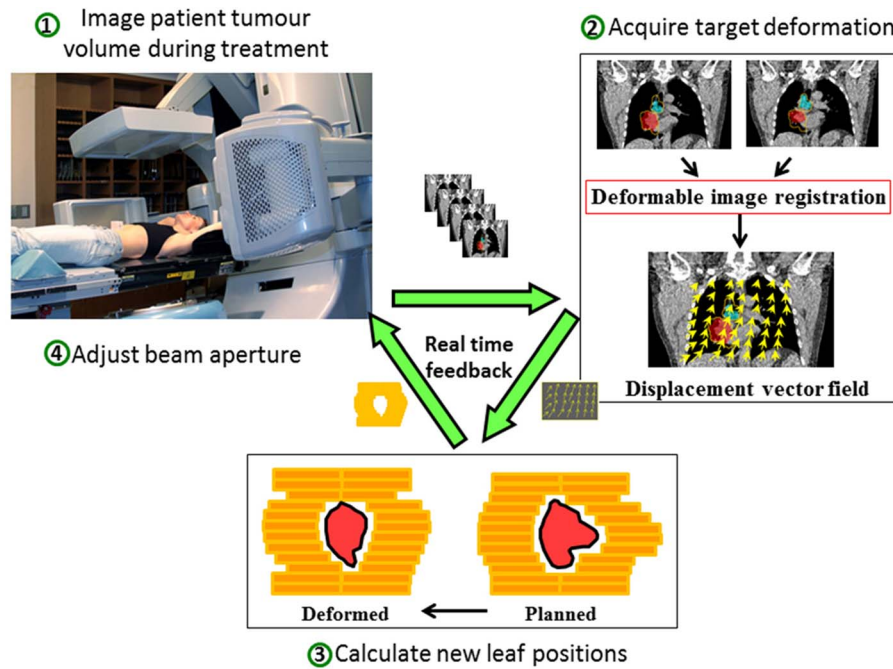 ① Image patient tumour
volume during treatment
② Acquire target deformation
Deformable image registration
Displacement vector field
④ Adjust beam aperture
Real time
feedback
Deformed
Planned
③ Calculate new leaf positions